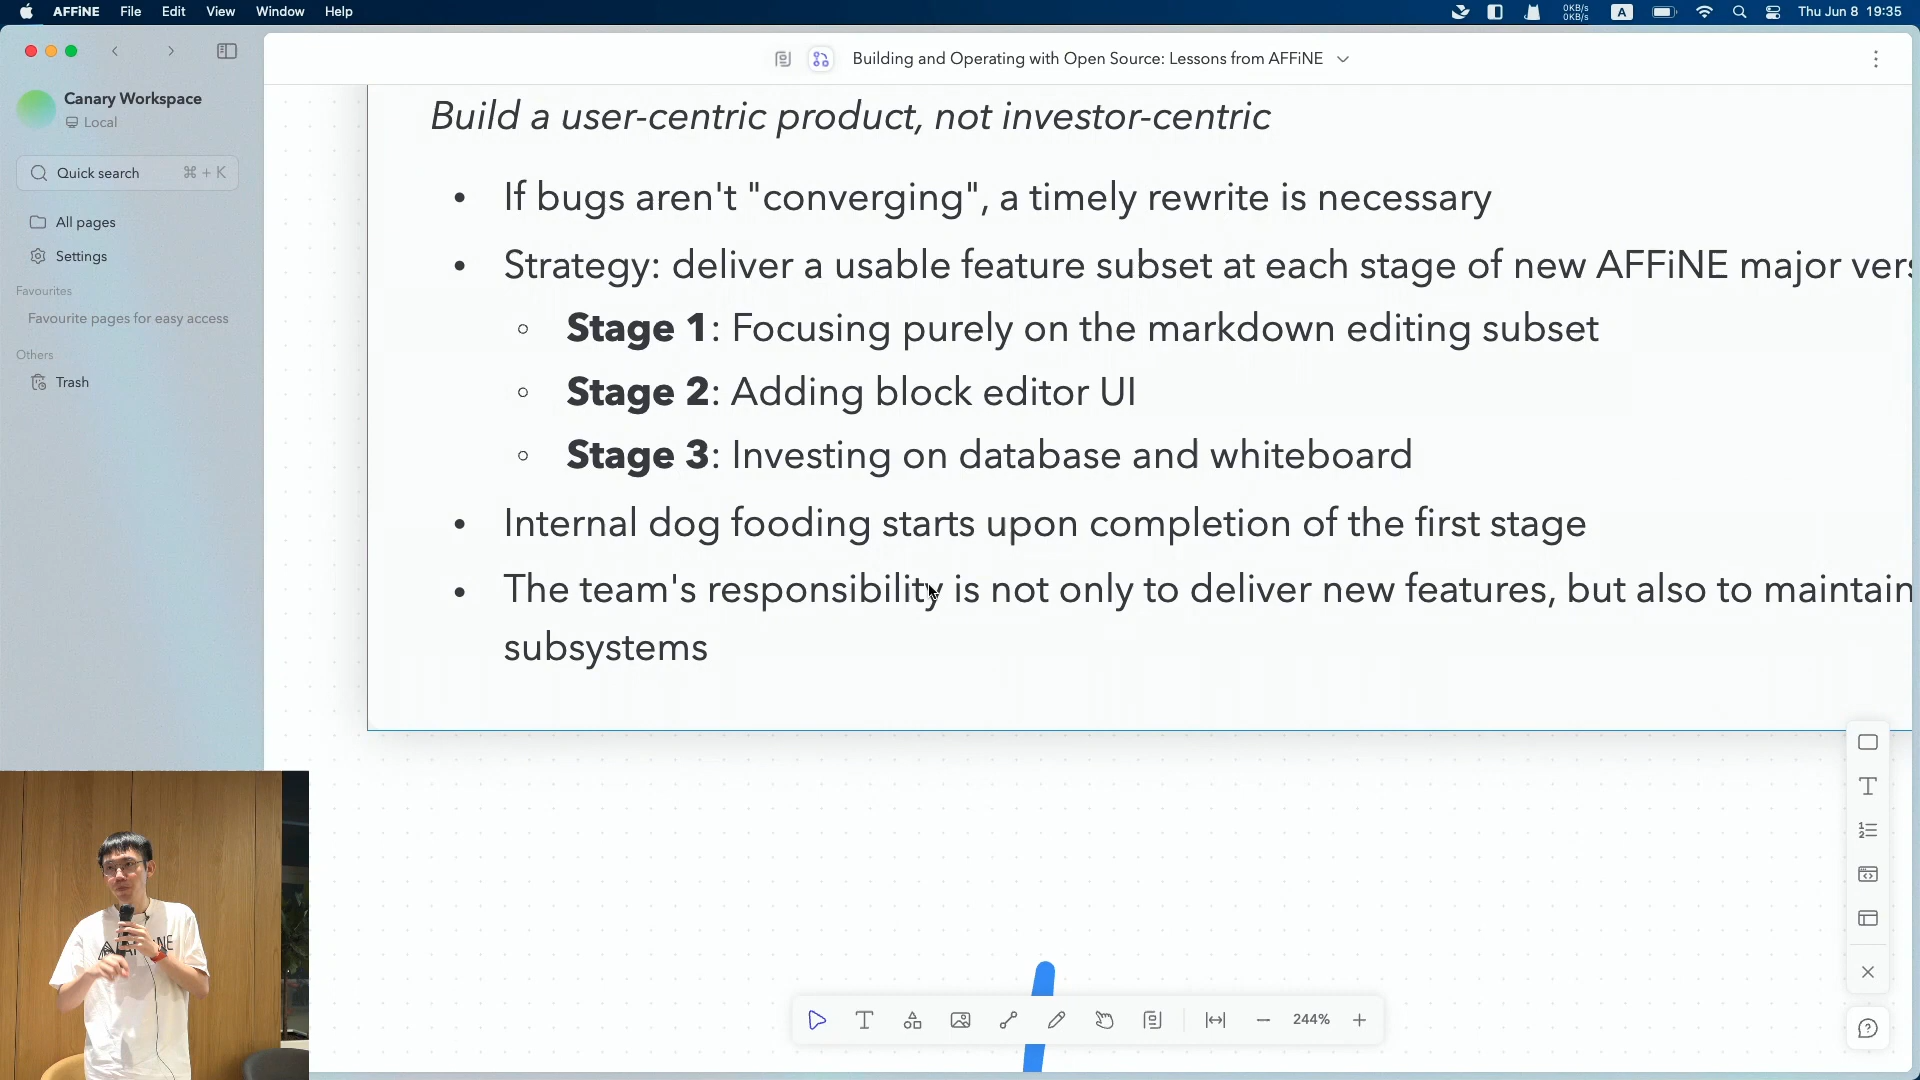 AFFiNE File Edit View Window Help
0KB/s
0KB/s
A
Thu Jun 8 19:35
Building and Operating with Open Source: Lessons from AFFiNE
Canary Workspace
Local
Quick search ⌘ + K
All pages
Settings
Favourites
Favourite pages for easy access
Others
Trash
Build a user-centric product, not investor-centric
• If bugs aren't "converging", a timely rewrite is necessary
• Strategy: deliver a usable feature subset at each stage of new AFFiNE major vers
◦ Stage 1: Focusing purely on the markdown editing subset
◦ Stage 2: Adding block editor UI
◦ Stage 3: Investing on database and whiteboard
• Internal dog fooding starts upon completion of the first stage
• The team's responsibility is not only to deliver new features, but also to maintain
subsystems
244%